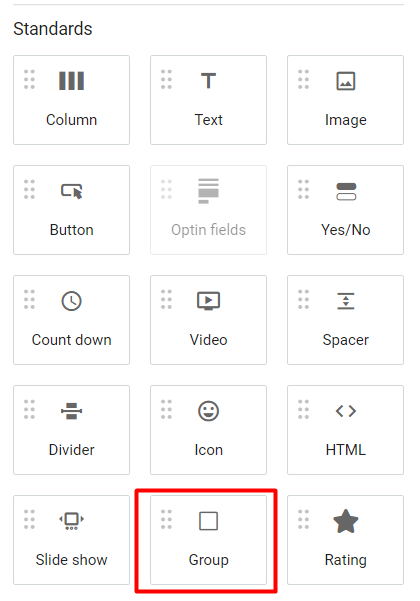 Standards
Column
Text
Image
Button
Optin fields
Yes/No
Count down
Video
Spacer
Divider
Icon
HTML
Slide show
Group
Rating